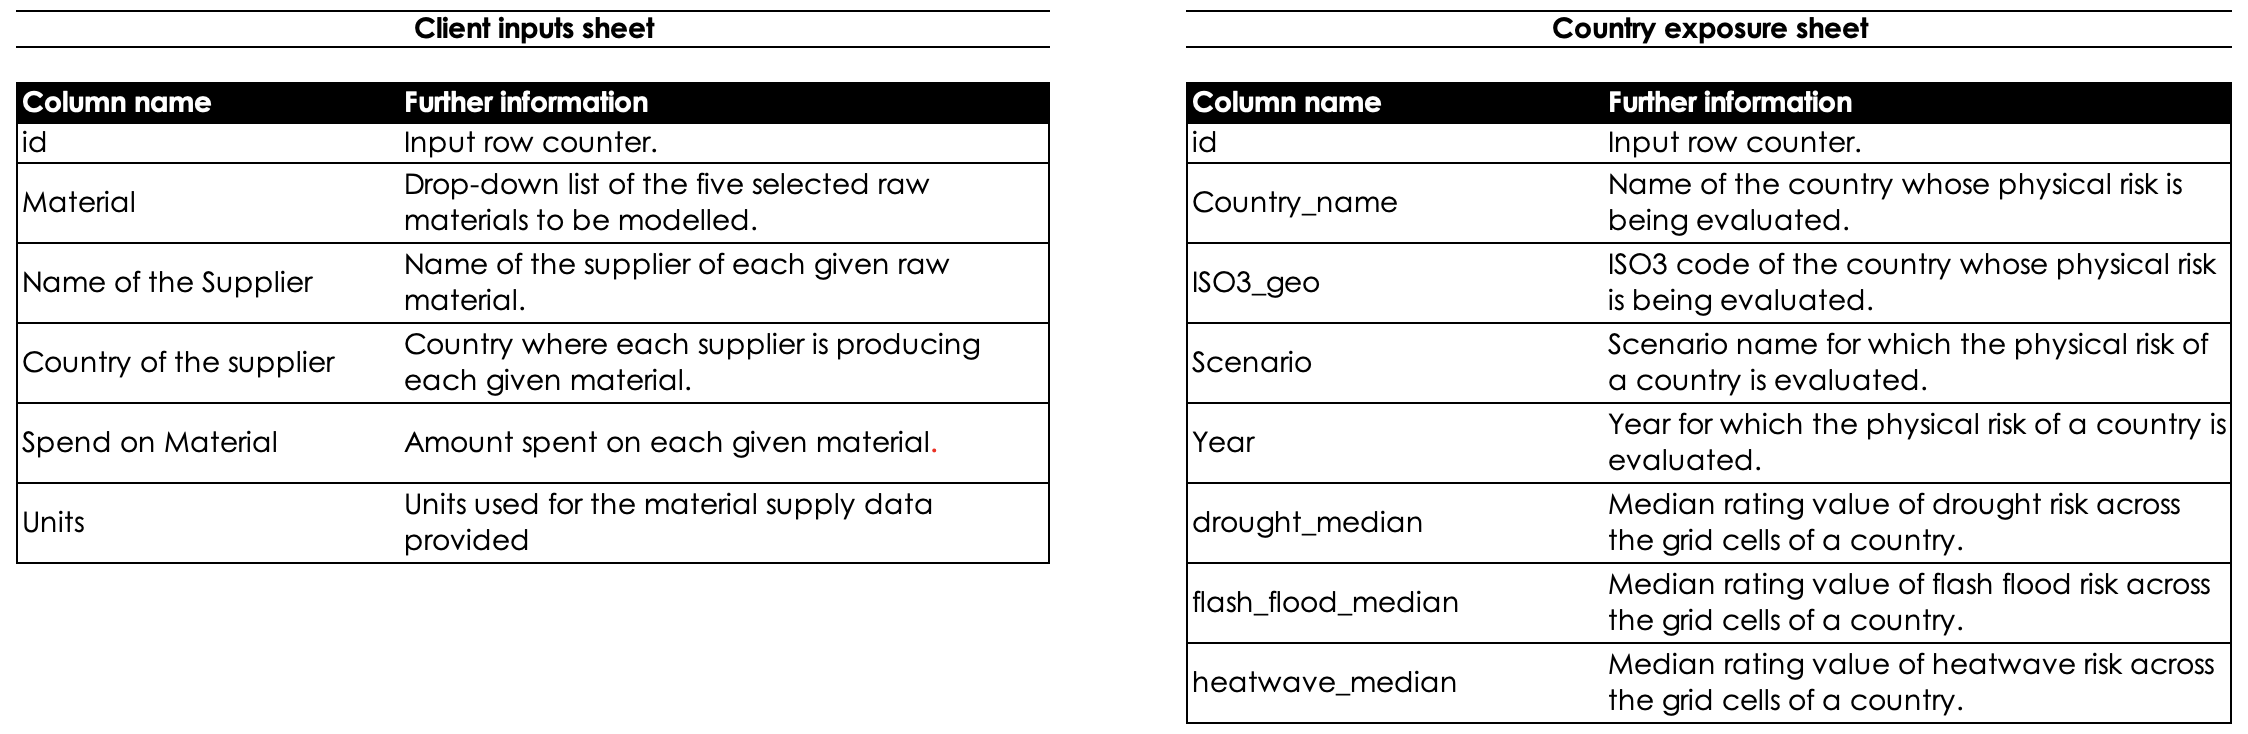 Client inputs sheet
Column name Further information
id Input row counter.
Material Drop-down list of the five selected raw
materials to be modelled.
Name of the Supplier Name of the supplier of each given raw
material.
Country of the supplier Country where each supplier is producing
each given material.
Spend on Material Amount spent on each given material.
Units Units used for the material supply data
provided
Country exposure sheet
Column name Further information
id Input row counter.
Country_name Name of the country whose physical risk is
being evaluated.
ISO3_geo ISO3 code of the country whose physical risk
is being evaluated.
Scenario Scenario name for which the physical risk of
a country is evaluated.
Year Year for which the physical risk of a country is
evaluated.
drought_median Median rating value of drought risk across
the grid cells of a country.
flash_flood_median Median rating value of flash flood risk across
the grid cells of a country.
heatwave_median Median rating value of heatwave risk across
the grid cells of a country.